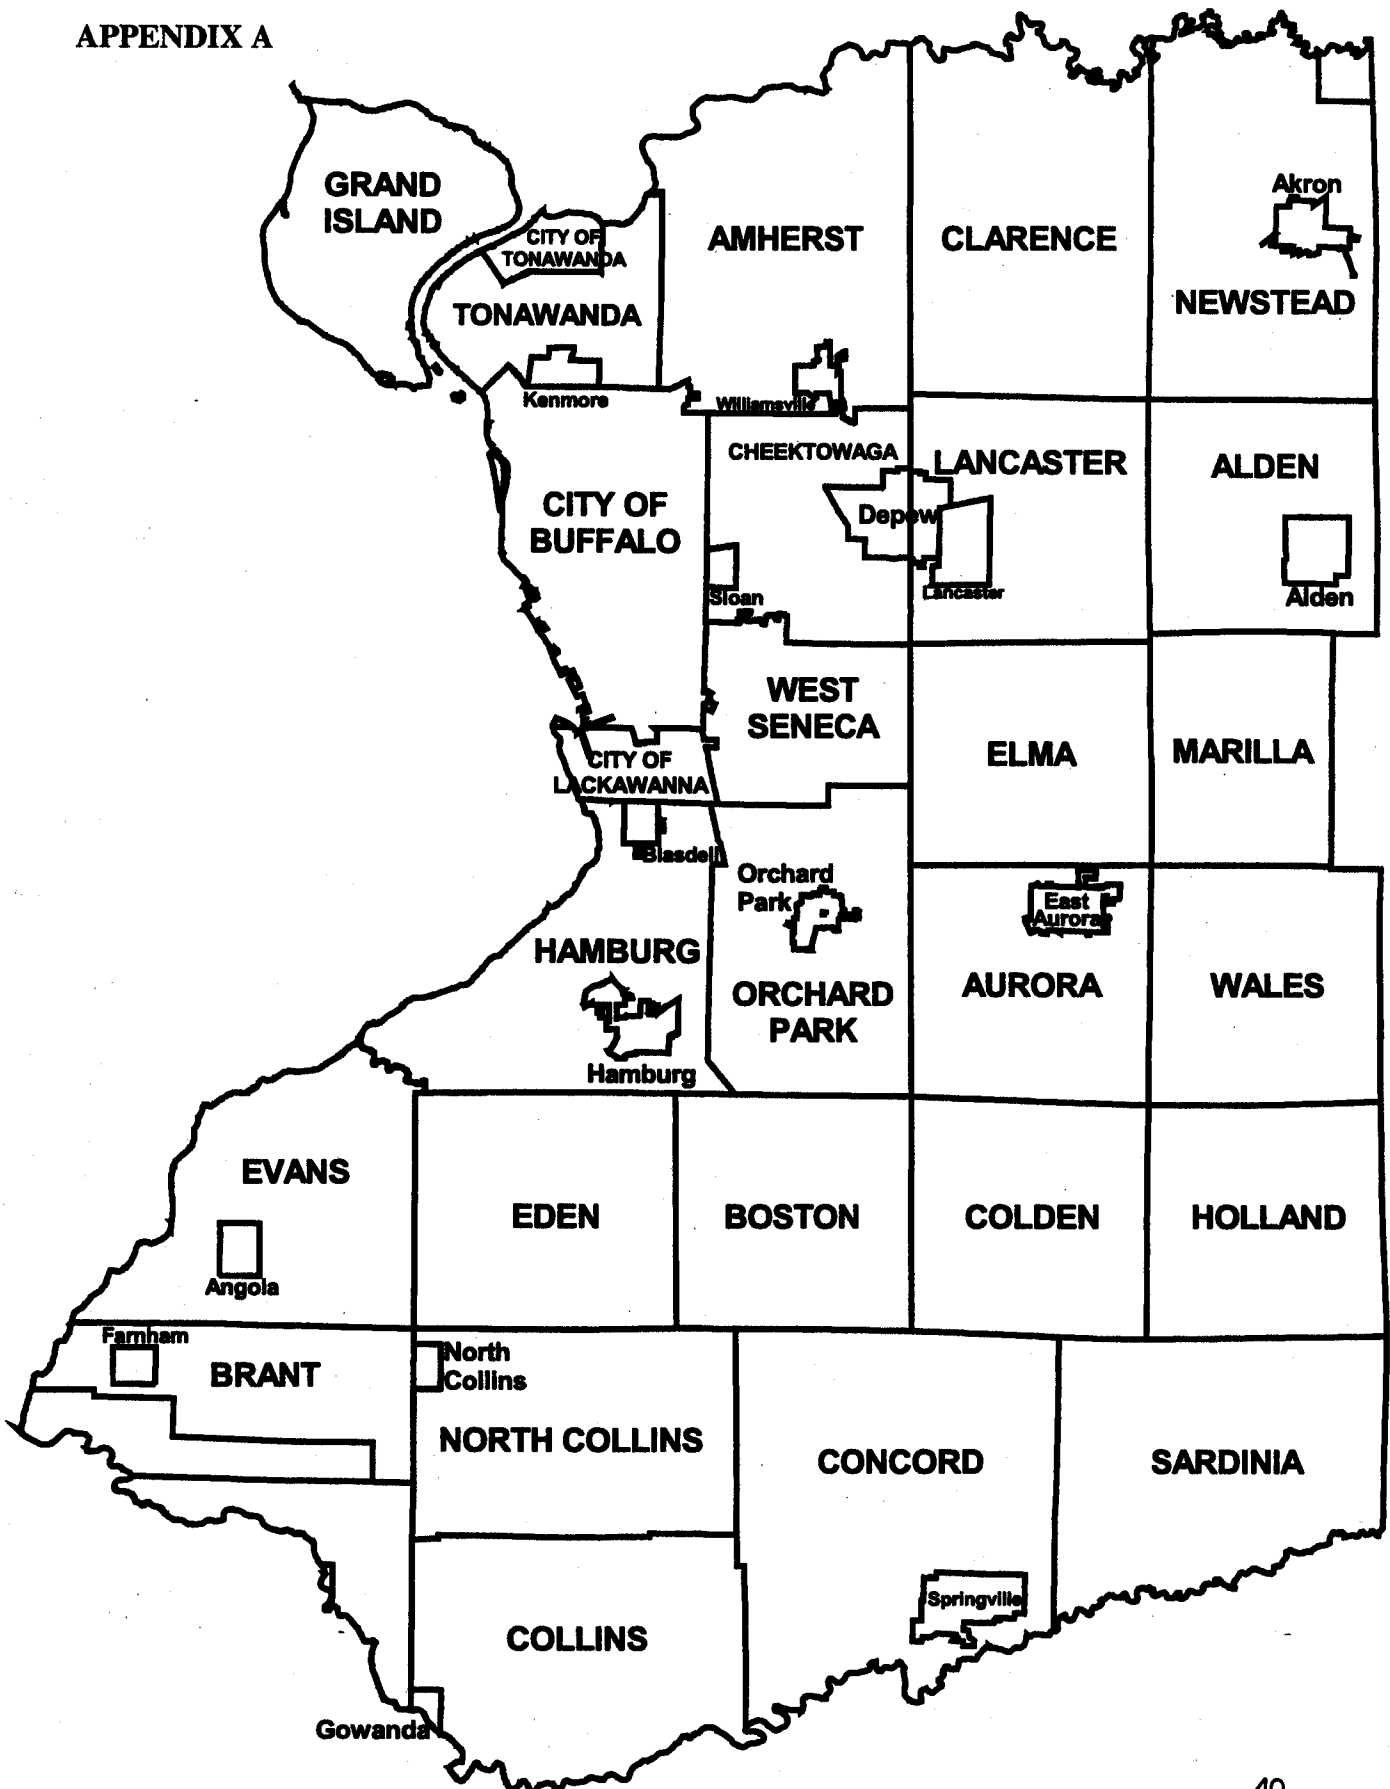 APPENDIX A
GRAND
ISLAND
CITY OF
TONAWANDA
TONAWANDA
Kenmore
AMHERST
Williamsville
CLARENCE
Akron
NEWSTEAD
CHEEKTOWAGA
LANCASTER
ALDEN
CITY OF
BUFFALO
Depew
Sloan
Lancaster
Alden
WEST
SENECA
ELMA
MARILLA
CITY OF
LACKAWANNA
Blasdell
Orchard
Park
East
Aurora
HAMBURG
ORCHARD
PARK
AURORA
WALES
Hamburg
EVANS
EDEN
BOSTON
COLDEN
HOLLAND
Angola
Farnham
BRANT
North
Collins
NORTH COLLINS
CONCORD
SARDINIA
Springville
COLLINS
Gowanda